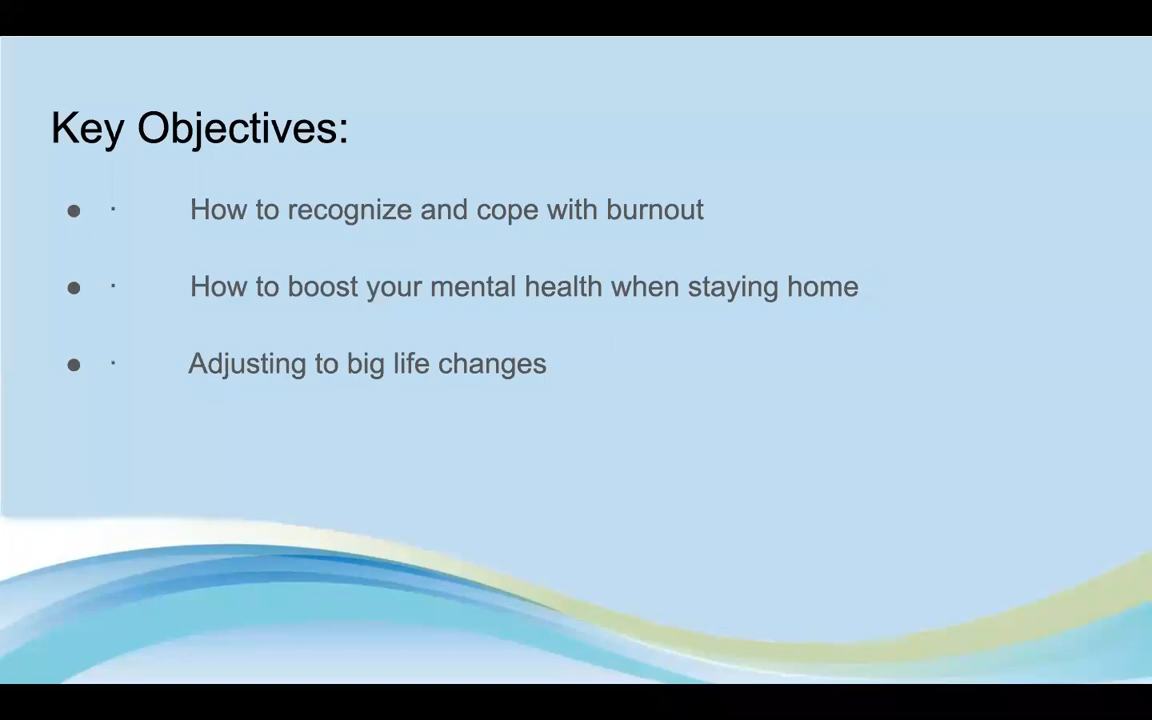 Key Objectives:
● · How to recognize and cope with burnout
● · How to boost your mental health when staying home
● · Adjusting to big life changes